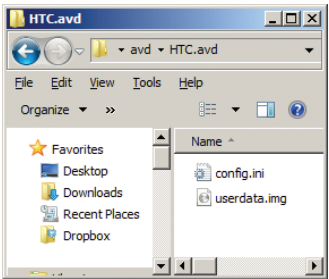 HTC.avd
avd HTC.avd
File Edit View Tools Help
Organize »
Favorites
Desktop
Downloads
Recent Places
Dropbox
Name
config.ini
userdata.img